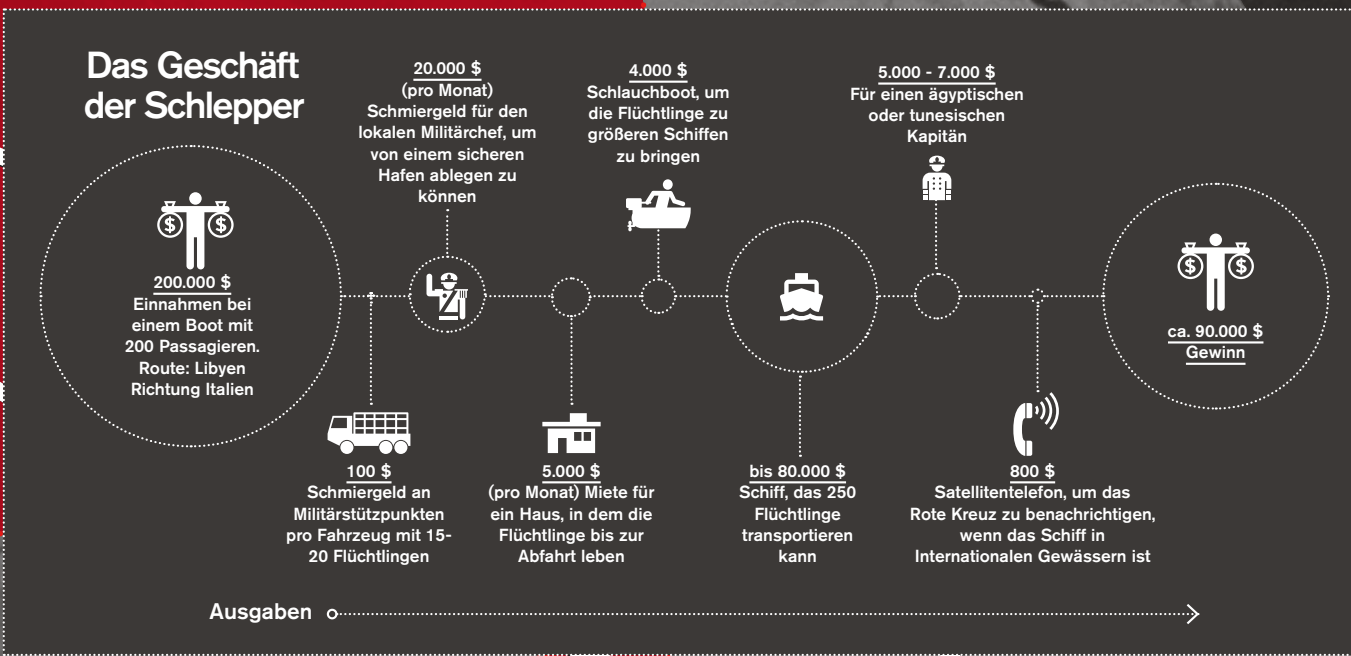 Das Geschäft
der Schlepper
200.000 $
Einnahmen bei
einem Boot mit
200 Passagieren.
Route: Libyen
Richtung Italien
100 $
Schmiergeld an
Militärstützpunkten
pro Fahrzeug mit 15-
20 Flüchtlingen
20.000 $
(pro Monat)
Schmiergeld für den
lokalen Militärchef, um
von einem sicheren
Hafen ablegen zu
können
5.000 $
(pro Monat) Miete für
ein Haus, in dem die
Flüchtlinge bis zur
Abfahrt leben
4.000 $
Schlauchboot, um
die Flüchtlinge zu
größeren Schiffen
zu bringen
bis 80.000 $
Schiff, das 250
Flüchtlinge
transportieren
kann
5.000 - 7.000 $
Für einen ägyptischen
oder tunesischen
Kapitän
800 $
Satellitentelefon, um das
Rote Kreuz zu benachrichtigen,
wenn das Schiff in
Internationalen Gewässern ist
ca. 90.000 $
Gewinn
Ausgaben